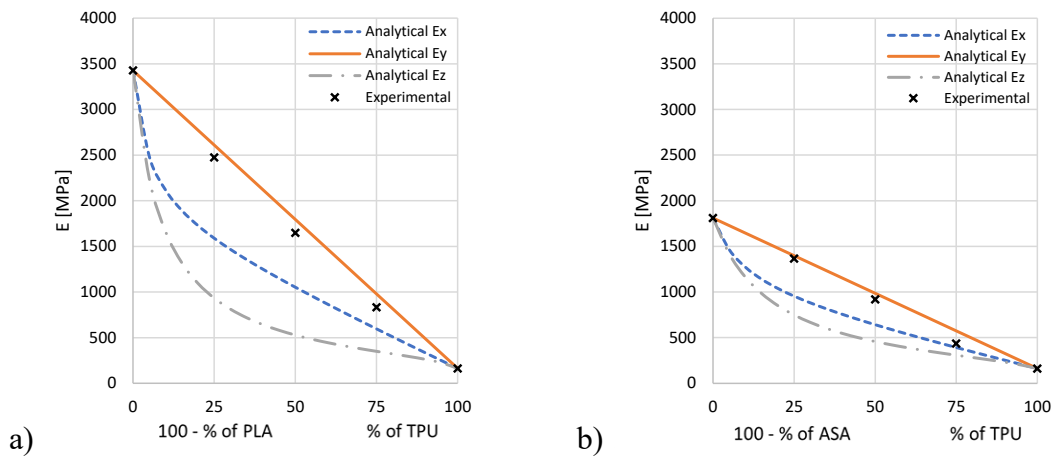 4000
3500
3000
2500
2000
1500
1000
500
0
E [MPa]
Analytical Ex
Analytical Ey
Analytical Ez
Experimental
0 25 50 75 100
100 - % of PLA % of TPU
a)
4000
3500
3000
2500
2000
1500
1000
500
0
E [MPa]
Analytical Ex
Analytical Ey
Analytical Ez
Experimental
0 25 50 75 100
100 - % of ASA % of TPU
b)